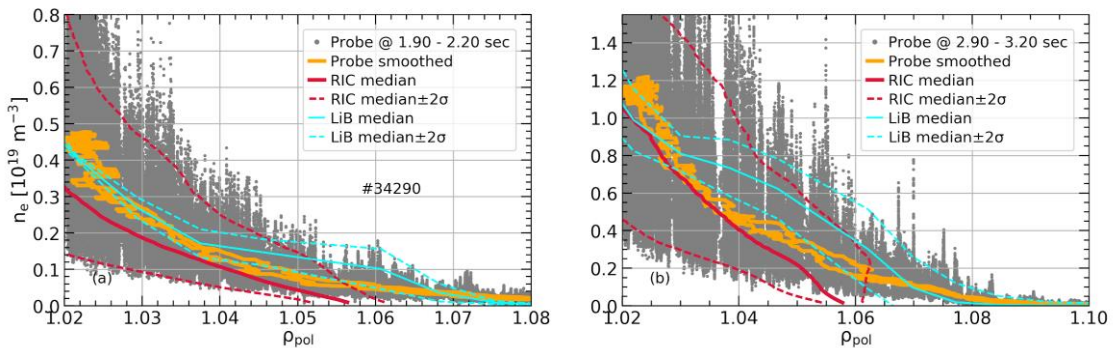 0.8
0.7
0.6
0.5
0.4
0.3
0.2
0.1
0.0
n_e [10^19 m^−3]
Probe @ 1.90 - 2.20 sec
Probe smoothed
RIC median
RIC median±2σ
LiB median
LiB median±2σ
#34290
(a)
1.02 1.03 1.04 1.05 1.06 1.07 1.08
ρ_pol
1.4
1.2
1.0
0.8
0.6
0.4
0.2
0.0
Probe @ 2.90 - 3.20 sec
Probe smoothed
RIC median
RIC median±2σ
LiB median
LiB median±2σ
(b)
1.02 1.04 1.06 1.08 1.10
ρ_pol